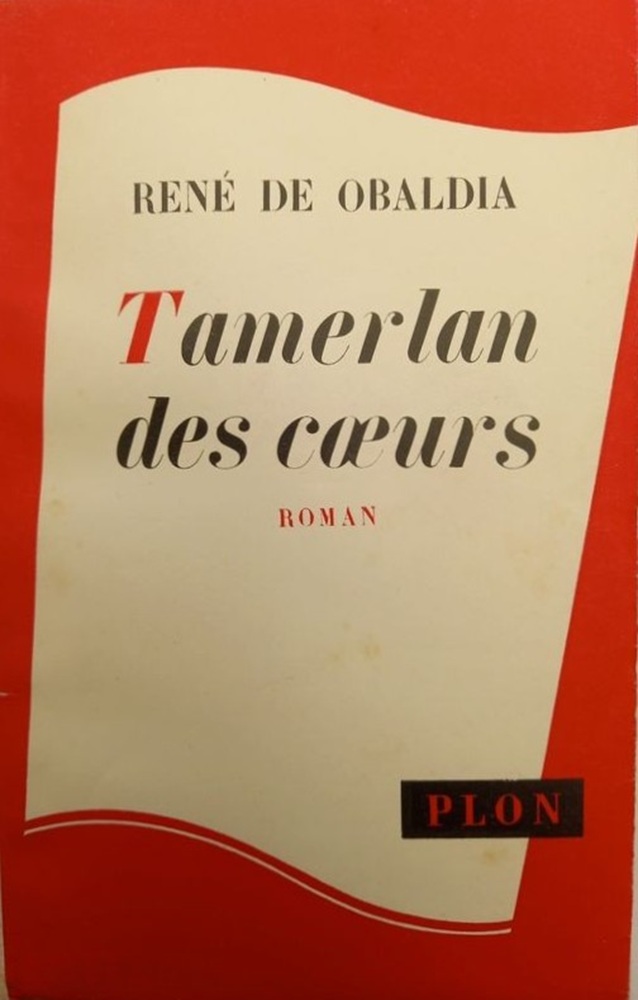 RENÉ DE OBALDIA
Tamerlan
des cœurs
ROMAN
PLON